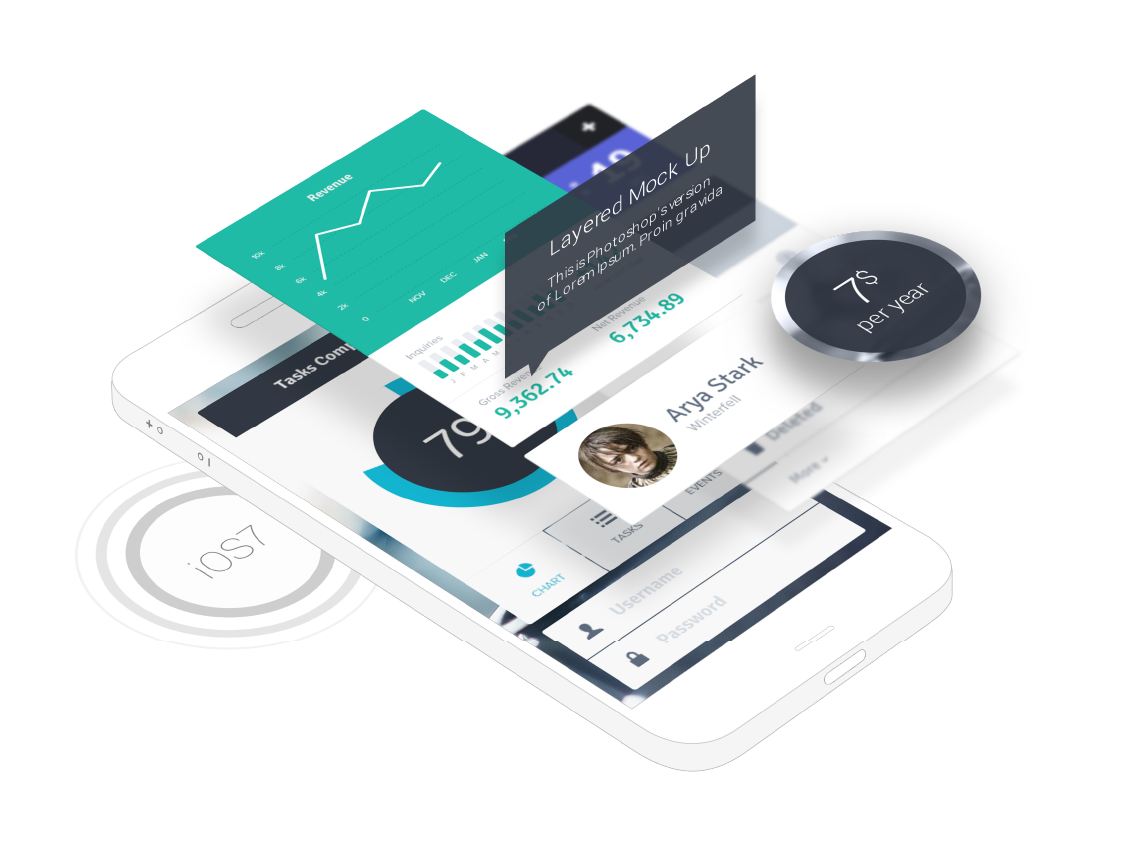 Revenue
10k
8k
6k
4k
2k
0
NOV
DEC
JAN
49
+
Layered Mock Up
This is Photoshop's version
of Lorem Ipsum. Proin gravida
7$
per year
Inquiries
J F M A M
Net Revenue
6,734.89
Gross Revenue
9,362.74
Tasks Comp
79
Arya Stark
Winterfell
Deleted
More
EVENTS
TASKS
CHART
iOS7
Username
Password